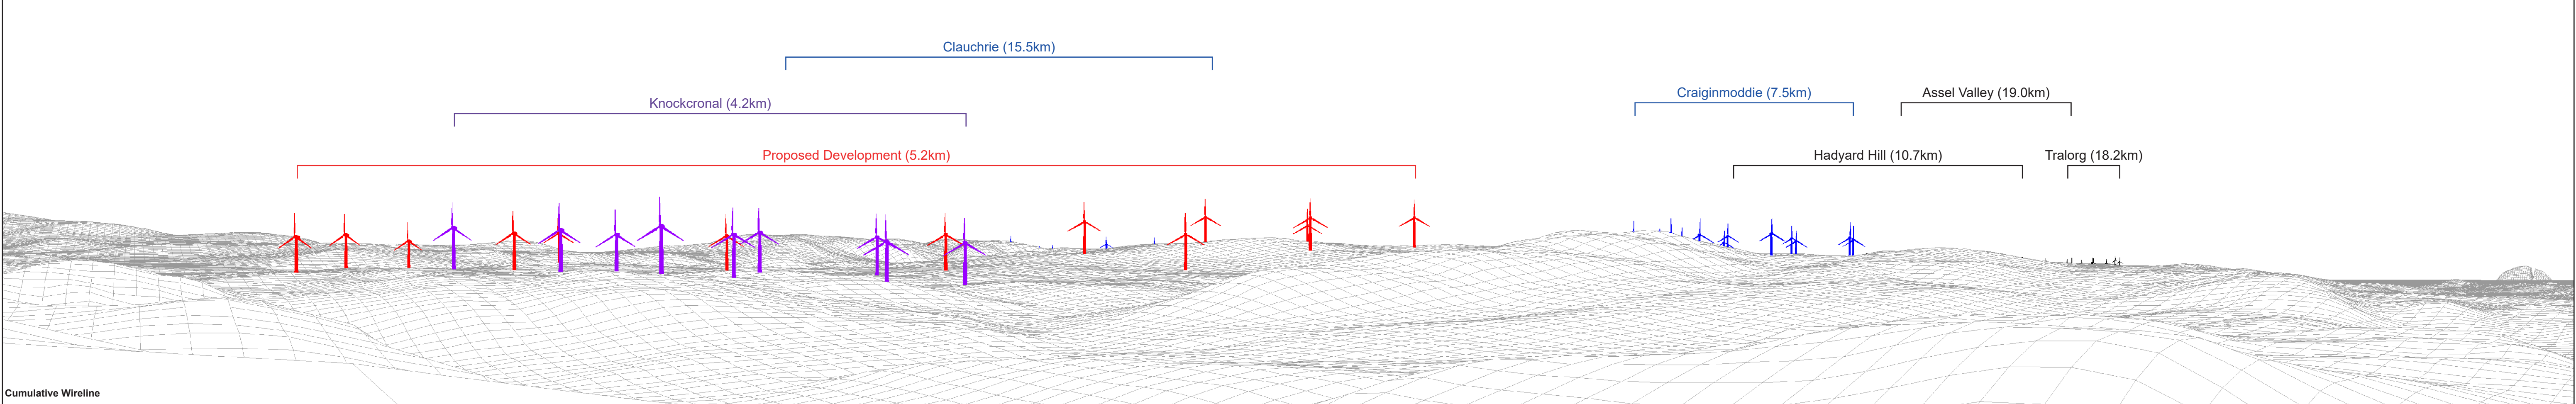 Clauchrie (15.5km)
Craiginmoddie (7.5km)
Assel Valley (19.0km)
Knockcronal (4.2km)
Proposed Development (5.2km)
Hadyard Hill (10.7km)
Tralorg (18.2km)
Cumulative Wireline